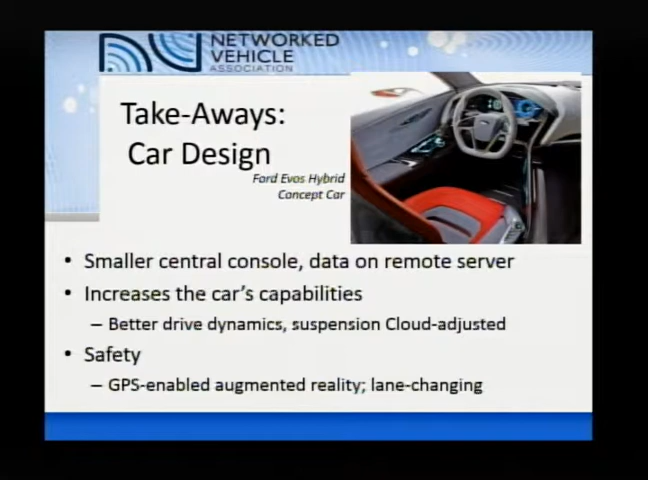 NETWORKED
VEHICLE
ASSOCIATION
Take-Aways:
Car Design
Ford Evos Hybrid
Concept Car
• Smaller central console, data on remote server
• Increases the car's capabilities
– Better drive dynamics, suspension Cloud-adjusted
• Safety
– GPS-enabled augmented reality; lane-changing